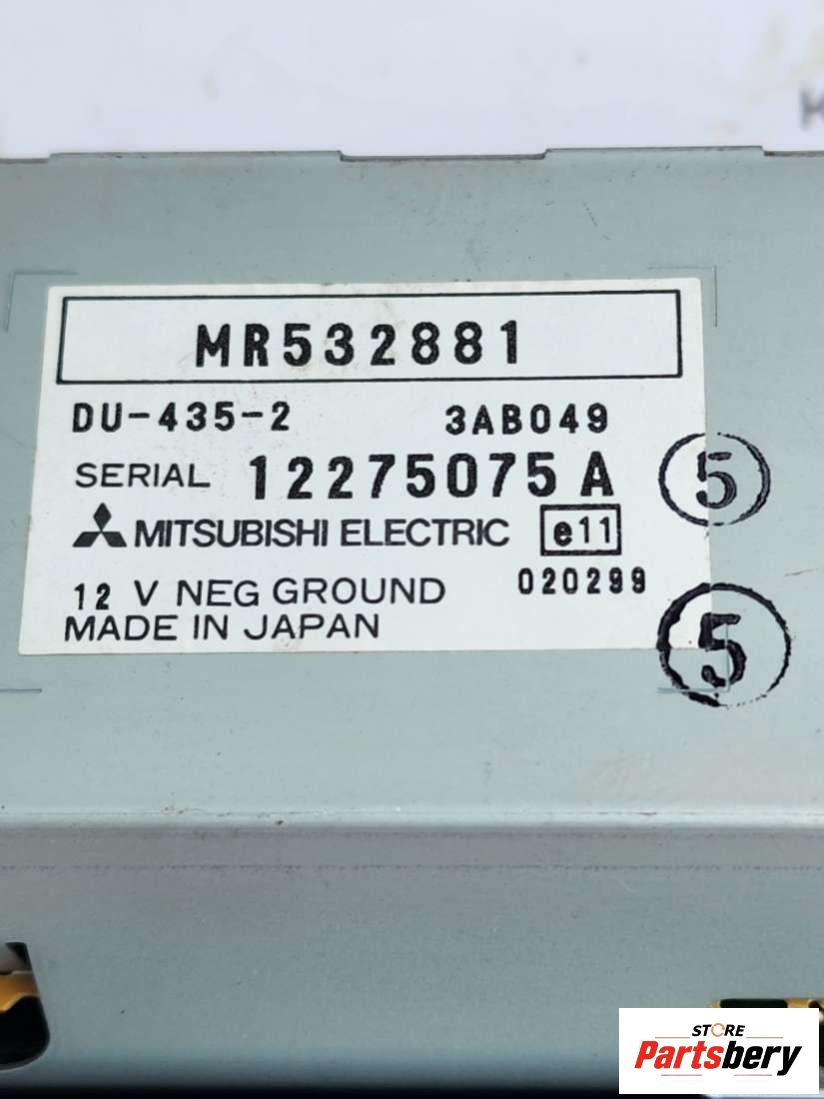 K
MR532881
DU-435-2 3AB049
SERIAL 12275075A 5
MITSUBISHI ELECTRIC e11
12 V NEG GROUND 020299
MADE IN JAPAN 5
STORE
Partsbery